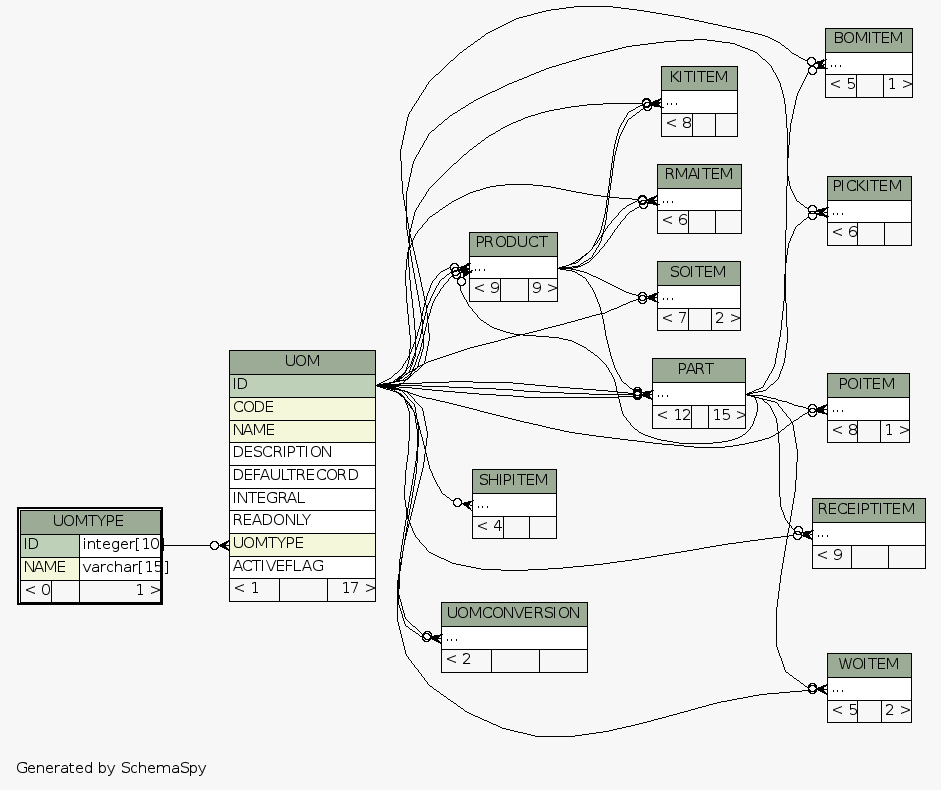 BOMITEM
...
< 5 1 >
KITITEM
...
< 8
RMAITEM
...
< 6
PICKITEM
...
< 6
PRODUCT
...
< 9 9 >
SOITEM
...
< 7 2 >
UOM
ID
CODE
NAME
DESCRIPTION
DEFAULTRECORD
INTEGRAL
READONLY
UOMTYPE
ACTIVEFLAG
< 1 17 >
PART
...
< 12 15 >
POITEM
...
< 8 1 >
SHIPITEM
...
< 4
RECEIPTITEM
...
< 9
UOMTYPE
ID integer[10]
NAME varchar[15]
< 0 1 >
UOMCONVERSION
...
< 2
WOITEM
...
< 5 2 >
Generated by SchemaSpy